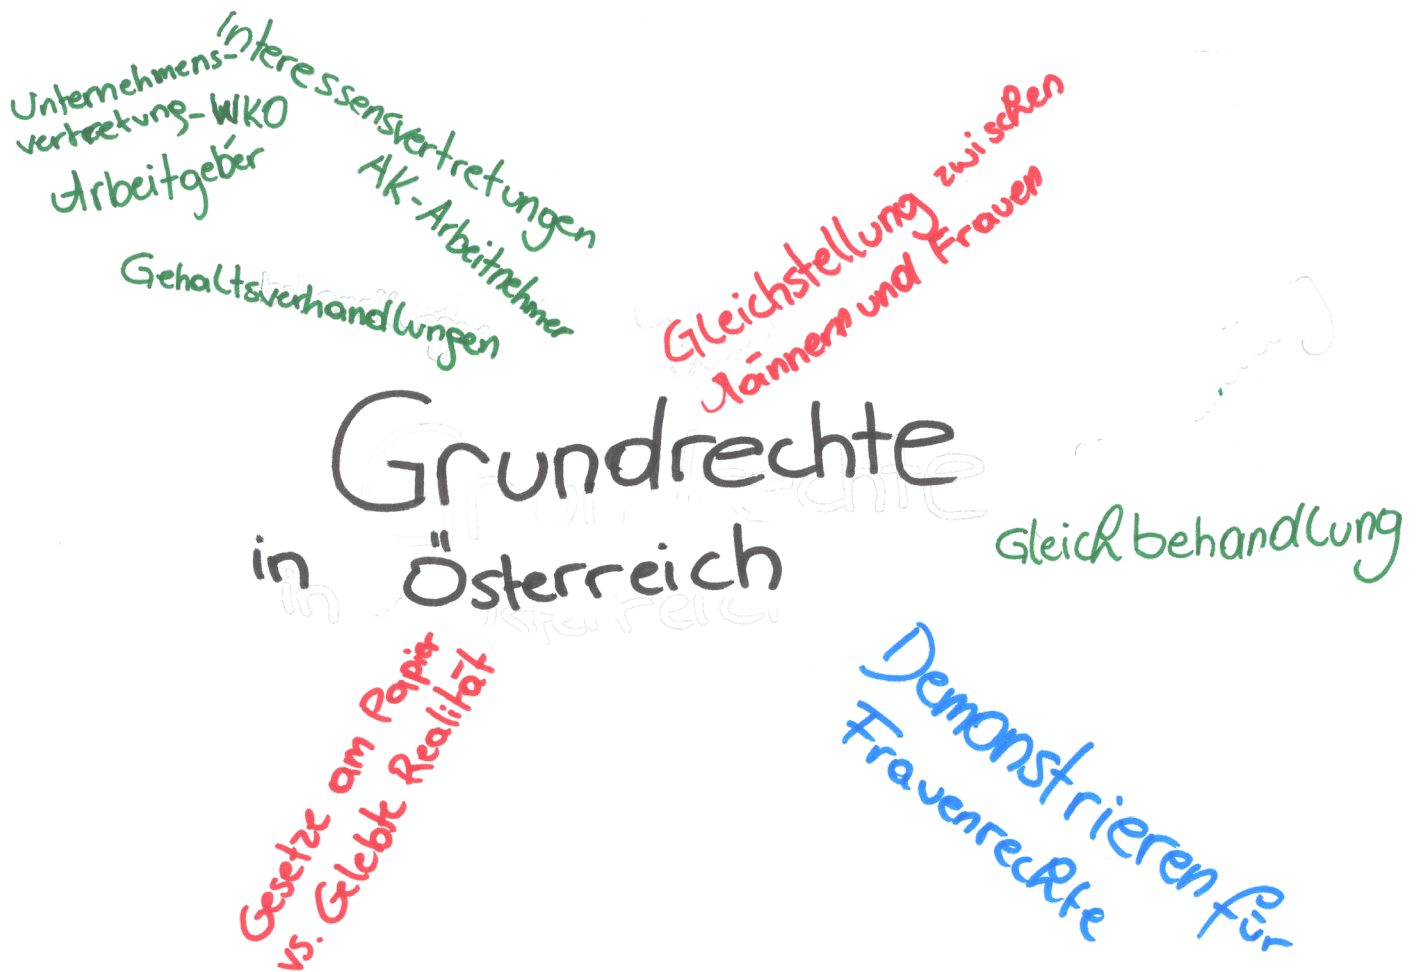 Interessensvertretungen
Unternehmens-
vertretung-WKO
Arbeitgeber
AK-Arbeitnehmer
Gehaltsverhandlungen
Gleichstellung zwischen
Männern und Frauen
Grundrechte
in Österreich
Gleichbehandlung
Gesetze am Papier
vs. Gelebte Realität
Demonstrieren für
Frauenrechte